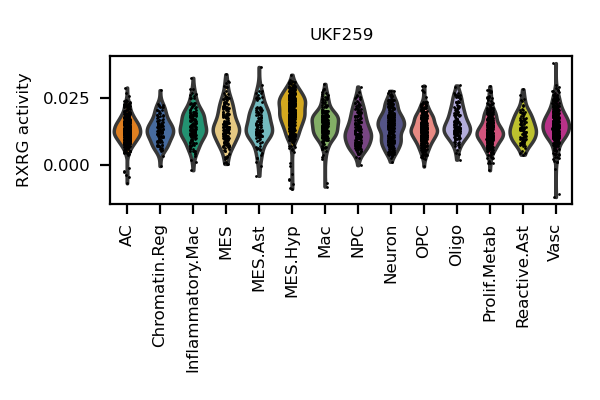 UKF259
RXRG activity
0.025
0.000
AC
Chromatin.Reg
Inflammatory.Mac
MES
MES.Ast
MES.Hyp
Mac
NPC
Neuron
OPC
Oligo
Prolif.Metab
Reactive.Ast
Vasc